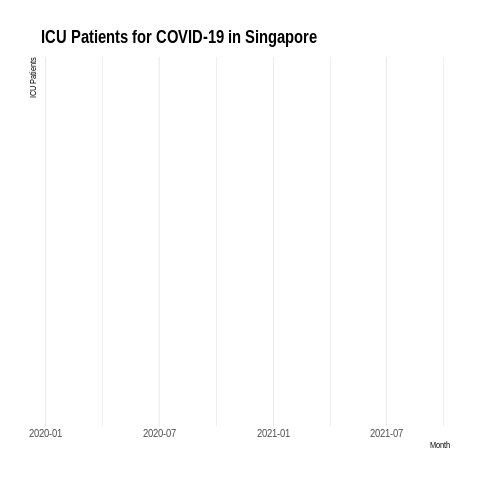 ICU Patients for COVID-19 in Singapore
ICU Patients
2020-01
2020-07
2021-01
2021-07
Month